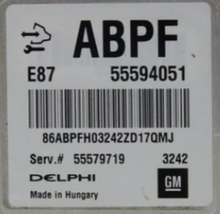 ABPF
E87 55594051
86ABPFH03242ZD17QMJ
Serv.# 55579719 3242
DELPHI
Made in Hungary GM